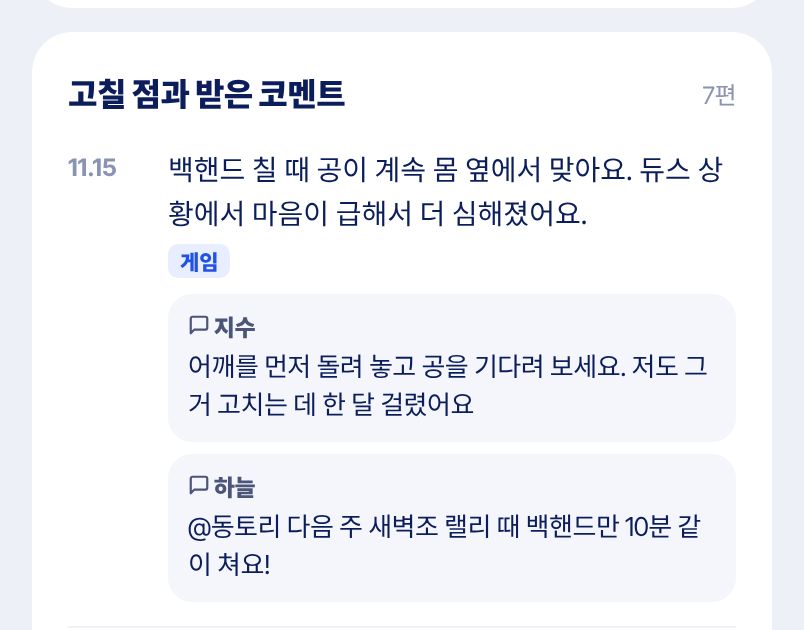 고칠 점과 받은 코멘트
7편
11.15
백핸드 칠 때 공이 계속 몸 옆에서 맞아요. 듀스 상
황에서 마음이 급해서 더 심해졌어요.
게임
지수
어깨를 먼저 돌려 놓고 공을 기다려 보세요. 저도 그
거 고치는 데 한 달 걸렸어요
하늘
@동토리 다음 주 새벽조 랠리 때 백핸드만 10분 같
이 쳐요!